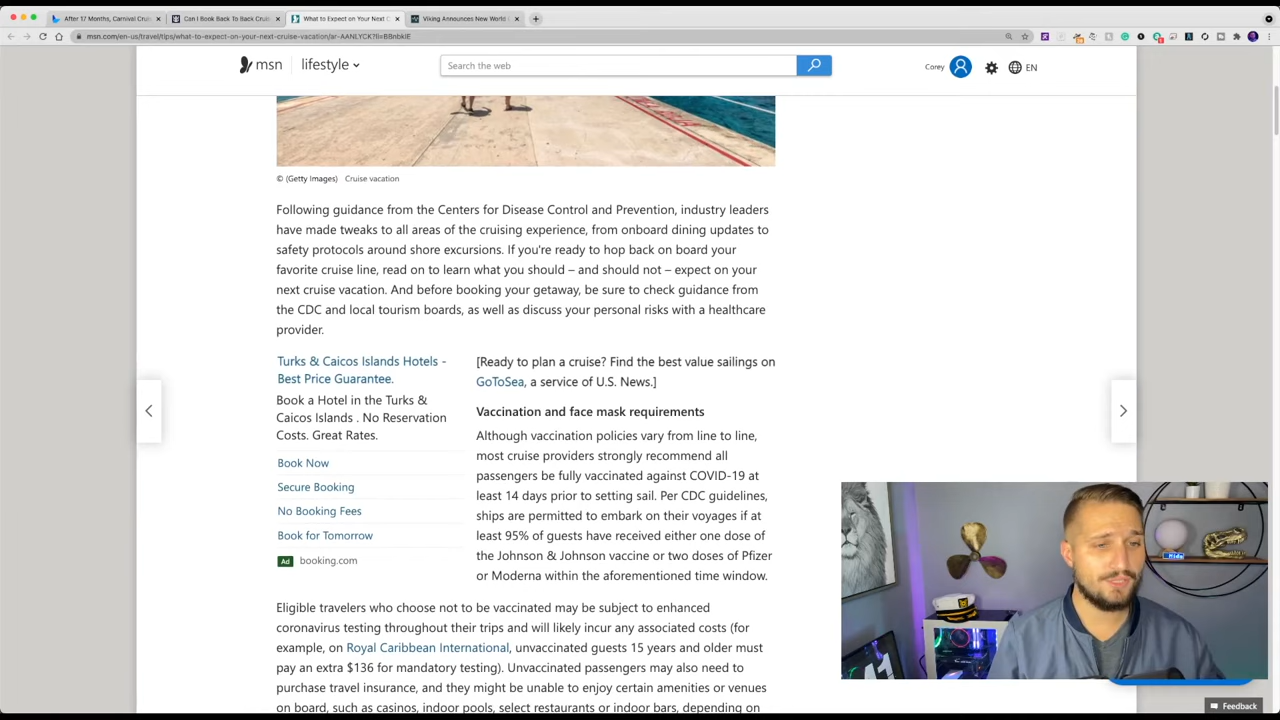 After 17 Months, Carnival Cruis
Can I Book Back To Back Cruise
What to Expect on Your Next C
Viking Announces New World
msn.com/en-us/travel/tips/what-to-expect-on-your-next-cruise-vacation/ar-AANLYCK?li=BBnbklE
msn
lifestyle
Search the web
Corey
EN
© (Getty Images) Cruise vacation
Following guidance from the Centers for Disease Control and Prevention, industry leaders
have made tweaks to all areas of the cruising experience, from onboard dining updates to
safety protocols around shore excursions. If you're ready to hop back on board your
favorite cruise line, read on to learn what you should – and should not – expect on your
next cruise vacation. And before booking your getaway, be sure to check guidance from
the CDC and local tourism boards, as well as discuss your personal risks with a healthcare
provider.
Turks & Caicos Islands Hotels -
Best Price Guarantee.
Book a Hotel in the Turks &
Caicos Islands . No Reservation
Costs. Great Rates.
Book Now
Secure Booking
No Booking Fees
Book for Tomorrow
Ad booking.com
[Ready to plan a cruise? Find the best value sailings on
GoToSea, a service of U.S. News.]
Vaccination and face mask requirements
Although vaccination policies vary from line to line,
most cruise providers strongly recommend all
passengers be fully vaccinated against COVID-19 at
least 14 days prior to setting sail. Per CDC guidelines,
ships are permitted to embark on their voyages if at
least 95% of guests have received either one dose of
the Johnson & Johnson vaccine or two doses of Pfizer
or Moderna within the aforementioned time window.
Eligible travelers who choose not to be vaccinated may be subject to enhanced
coronavirus testing throughout their trips and will likely incur any associated costs (for
example, on Royal Caribbean International, unvaccinated guests 15 years and older must
pay an extra $136 for mandatory testing). Unvaccinated passengers may also need to
purchase travel insurance, and they might be unable to enjoy certain amenities or venues
on board, such as casinos, indoor pools, select restaurants or indoor bars, depending on
Hide
Feedback